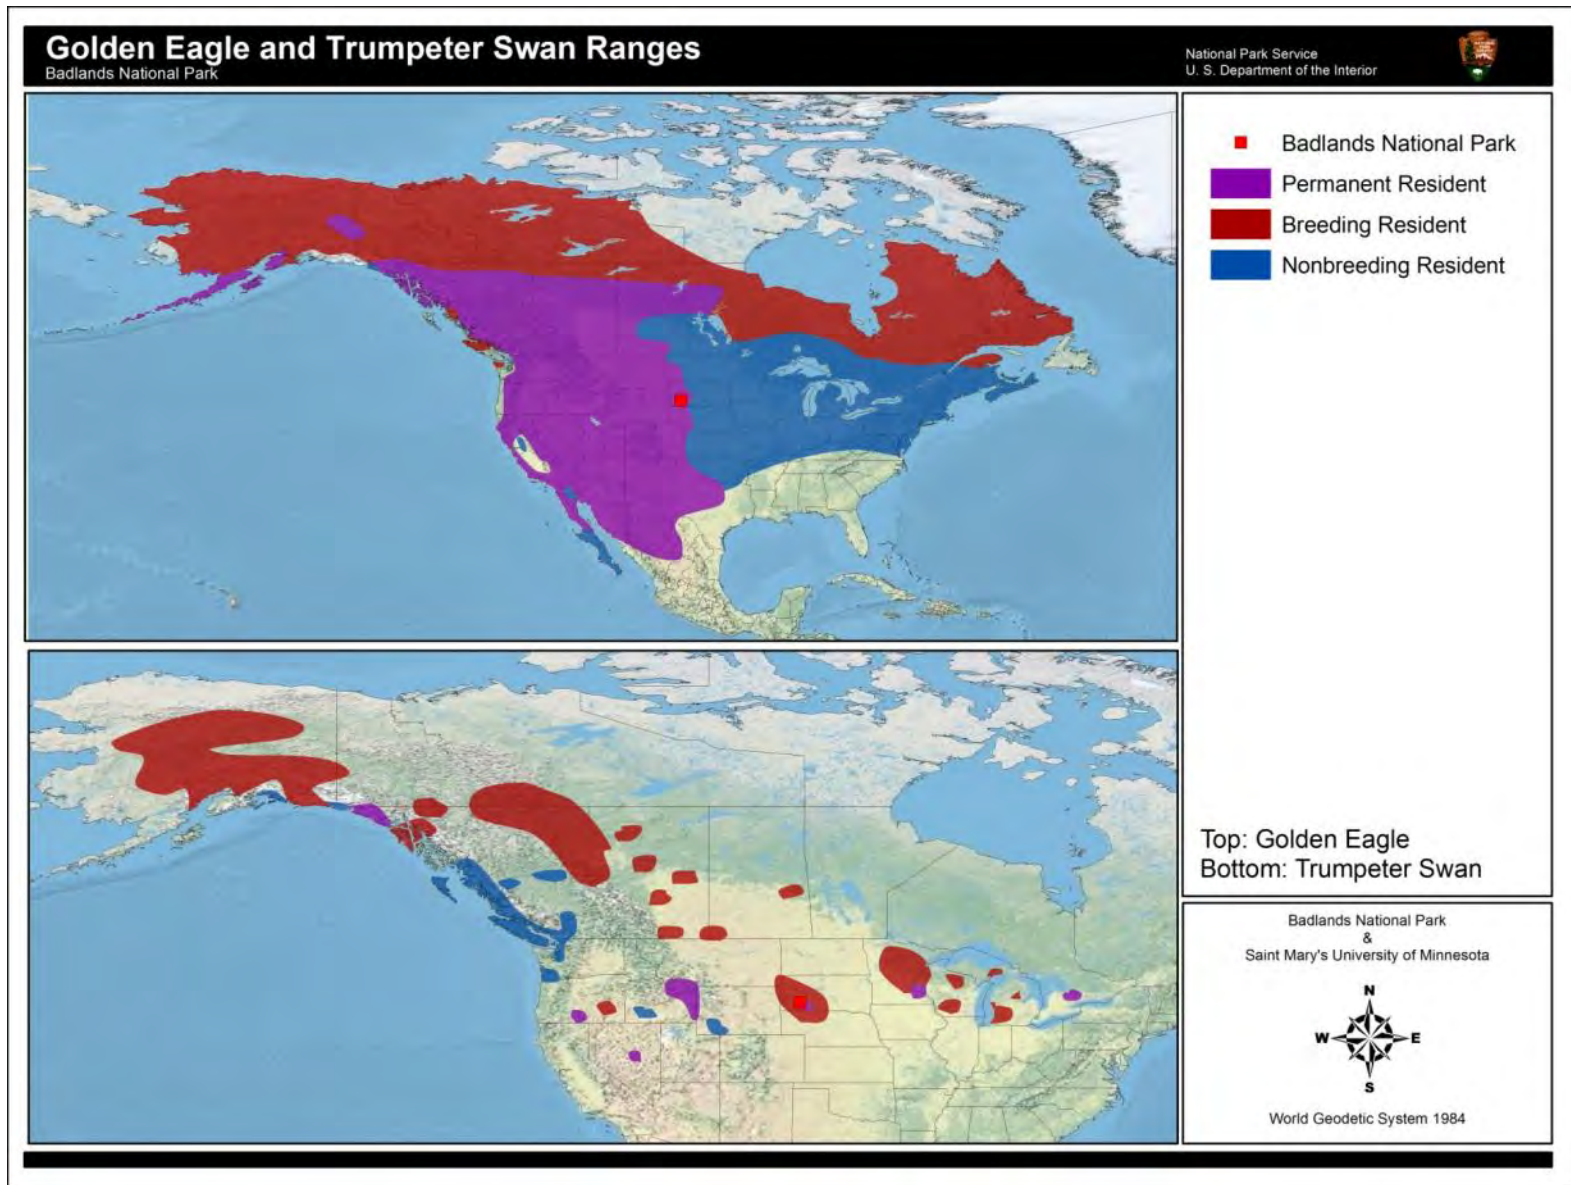 Golden Eagle and Trumpeter Swan Ranges
Badlands National Park
National Park Service
U. S. Department of the Interior
Badlands National Park
Permanent Resident
Breeding Resident
Nonbreeding Resident
Top: Golden Eagle
Bottom: Trumpeter Swan
Badlands National Park
&
Saint Mary's University of Minnesota
N
W E
S
World Geodetic System 1984